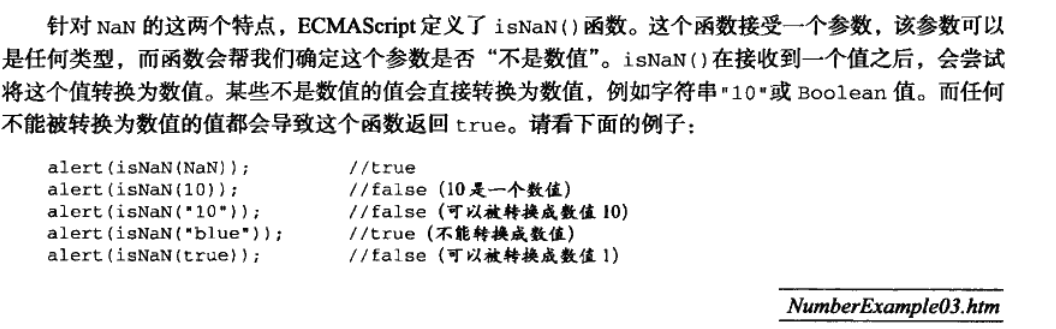 针对 NaN 的这两个特点，ECMAScript 定义了 isNaN()函数。这个函数接受一个参数，该参数可以
是任何类型，而函数会帮我们确定这个参数是否“不是数值”。isNaN()在接收到一个值之后，会尝试
将这个值转换为数值。某些不是数值的值会直接转换为数值，例如字符串"10"或 Boolean 值。而任何
不能被转换为数值的值都会导致这个函数返回 true。请看下面的例子：
alert(isNaN(NaN)); //true
alert(isNaN(10)); //false（10 是一个数值）
alert(isNaN("10")); //false（可以被转换成数值 10）
alert(isNaN("blue")); //true（不能转换成数值）
alert(isNaN(true)); //false（可以被转换成数值 1）
NumberExample03.htm